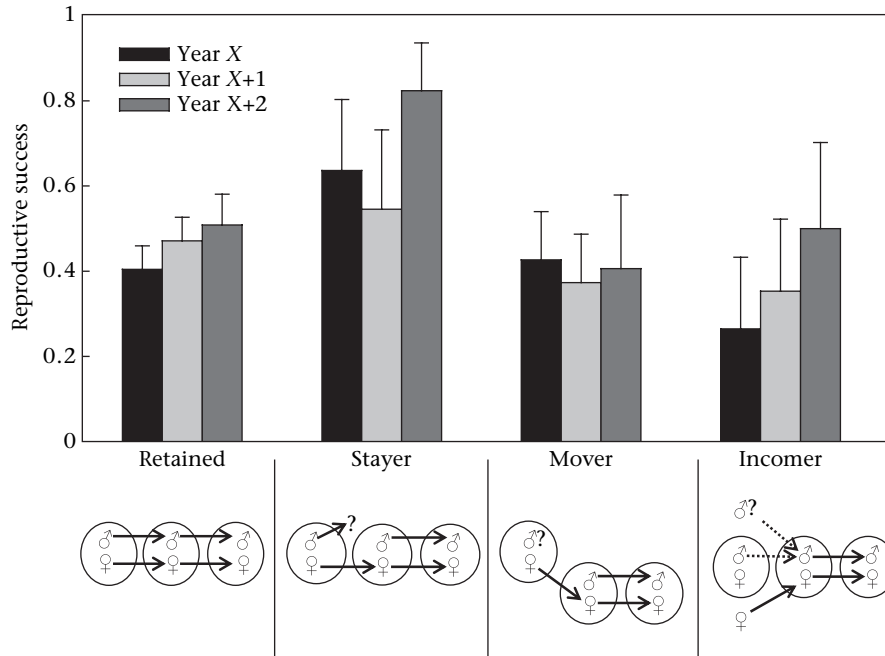 1
0.8
0.6
0.4
0.2
0
Reproductive success
Year X
Year X+1
Year X+2
Retained Stayer Mover Incomer
♂ ♂ ♂
♀ ♀ ♀
♂ ? ♂ ♂
♀ ♀ ♀
♂? ♂ ♂
♀ ♀ ♀
♂?
♂ ♂ ♂
♀ ♀ ♀
♀